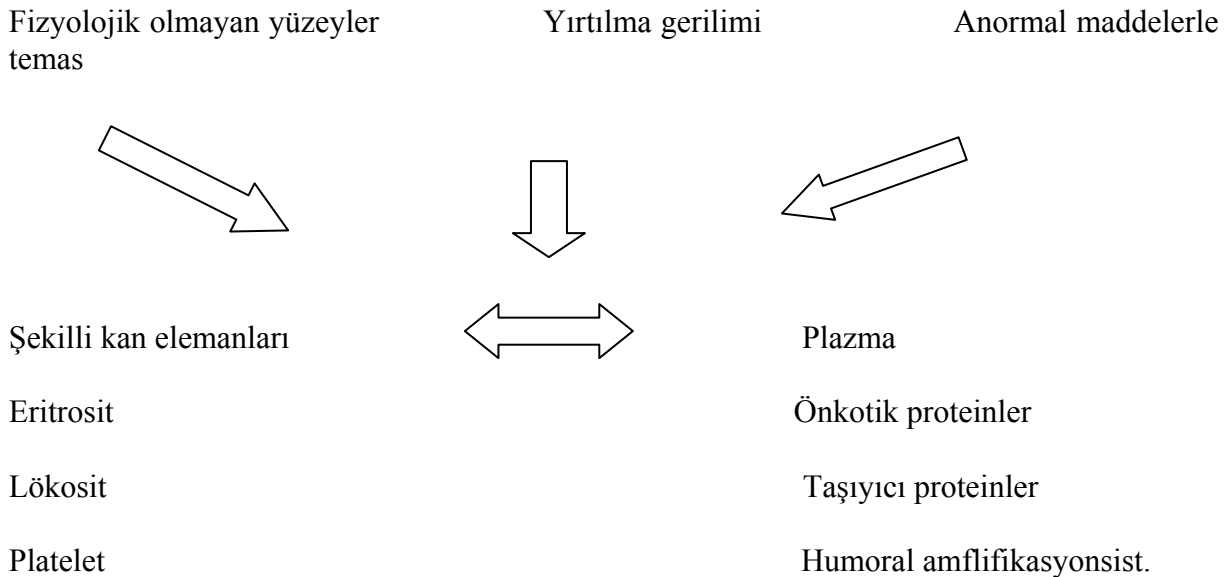 Fizyolojik olmayan yüzeyler Yırtılma gerilimi Anormal maddelerle
temas
Şekilli kan elemanları Plazma
Eritrosit Önkotik proteinler
Lökosit Taşıyıcı proteinler
Platelet Humoral amflifikasyonsist.